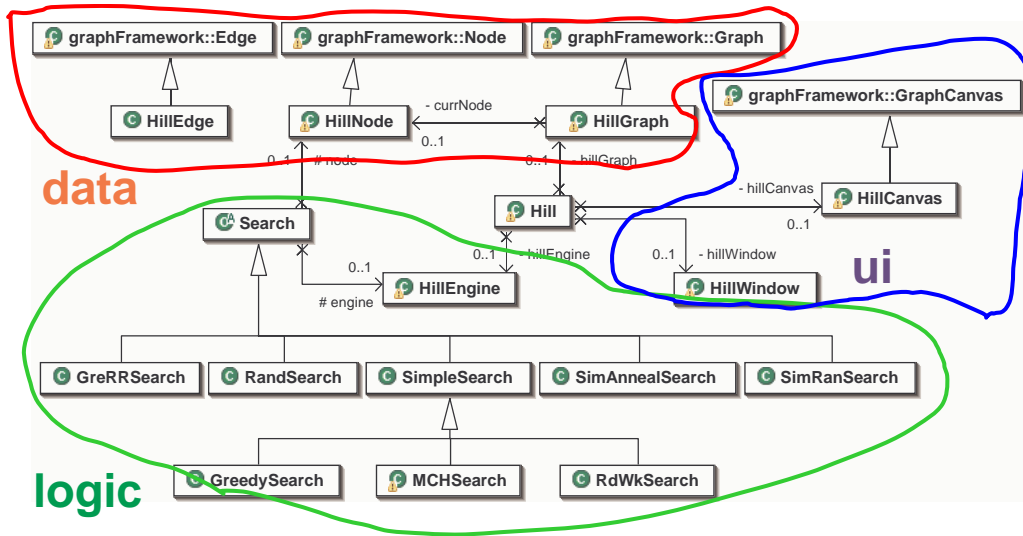 graphFramework::Edge
graphFramework::Node
graphFramework::Graph
graphFramework::GraphCanvas
HillEdge
HillNode
- currNode
0..1
HillGraph
0..1
# node
0..1
- hillGraph
data
- hillCanvas
0..1
HillCanvas
Search
Hill
0..1
# engine
HillEngine
0..1
- hillEngine
0..1
- hillWindow
HillWindow
ui
GreRRSearch
RandSearch
SimpleSearch
SimAnnealSearch
SimRanSearch
GreedySearch
MCHSearch
RdWkSearch
logic